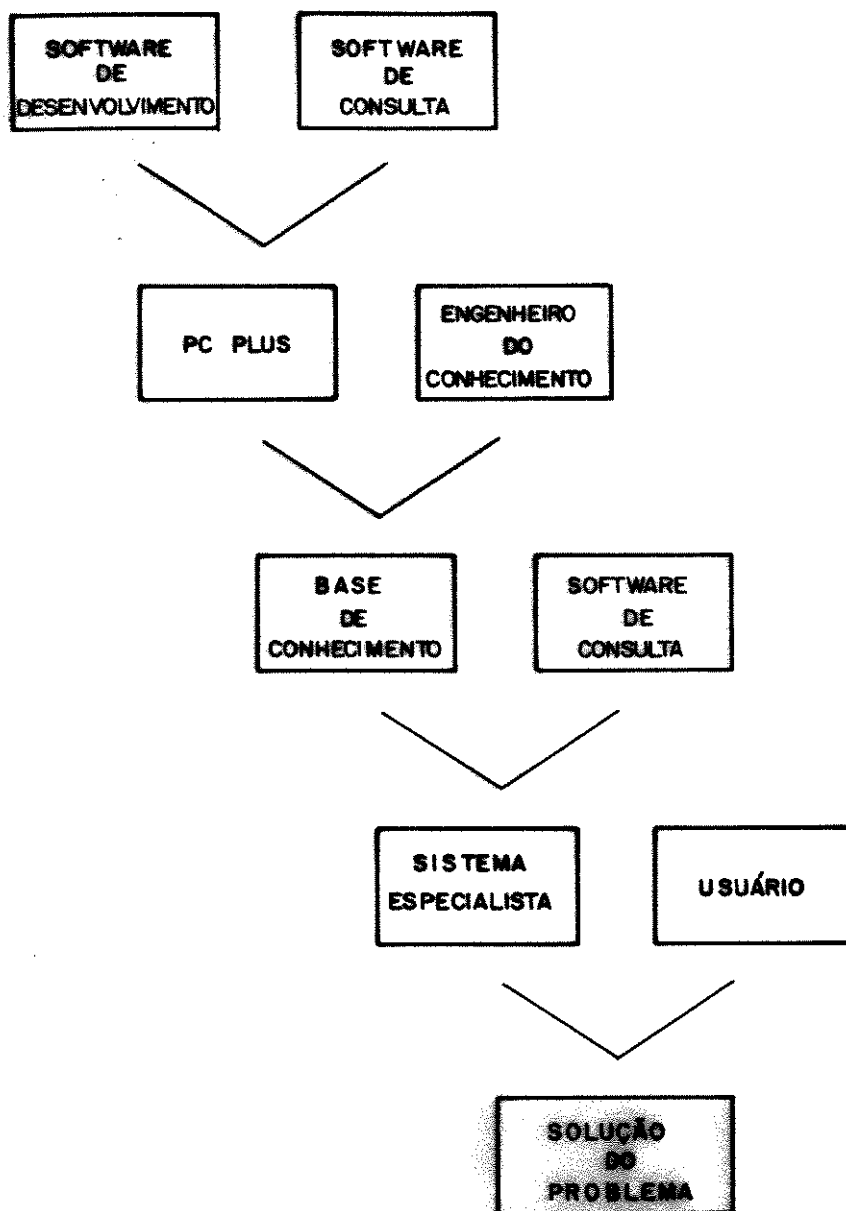 SOFTWARE
DE
DESENVOLVIMENTO
SOFTWARE
DE
CONSULTA
PC PLUS
ENGENHEIRO
DO
CONHECIMENTO
BASE
DE
CONHECIMENTO
SOFTWARE
DE
CONSULTA
SISTEMA
ESPECIALISTA
USUÁRIO
SOLUÇÃO
DO
PROBLEMA